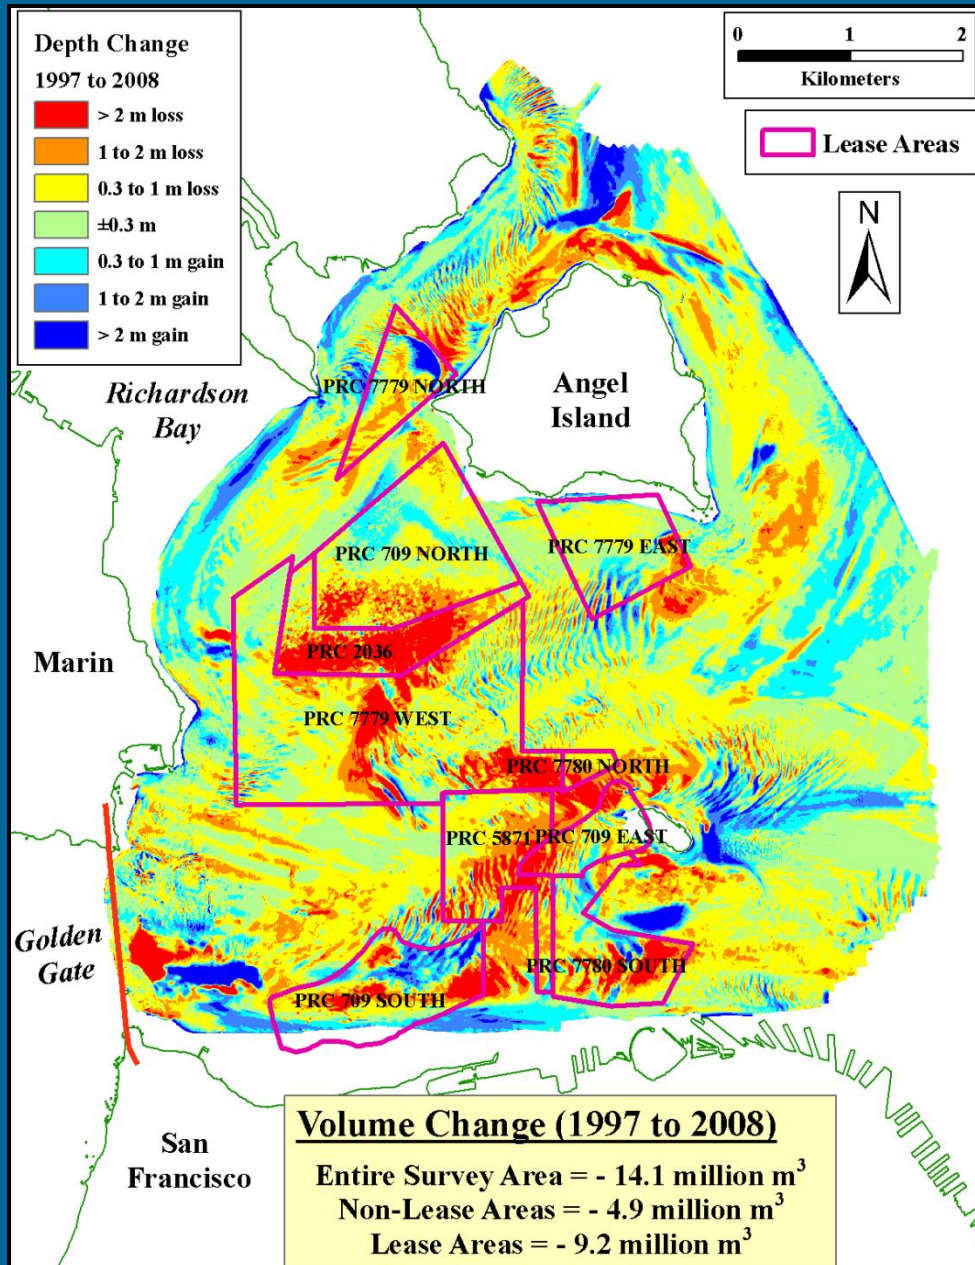 Depth Change
1997 to 2008
> 2 m loss
1 to 2 m loss
0.3 to 1 m loss
±0.3 m
0.3 to 1 m gain
1 to 2 m gain
> 2 m gain
0 1 2
Kilometers
Lease Areas
N
Richardson
Bay
PRC 7779 NORTH
Angel
Island
PRC 709 NORTH
PRC 7779 EAST
Marin
PRC 2036
PRC 7779 WEST
PRC 7780 NORTH
PRC 5871
PRC 709 EAST
Golden
Gate
PRC 7780 SOUTH
PRC 709 SOUTH
San
Francisco
Volume Change (1997 to 2008)
Entire Survey Area = - 14.1 million m³
Non-Lease Areas = - 4.9 million m³
Lease Areas = - 9.2 million m³